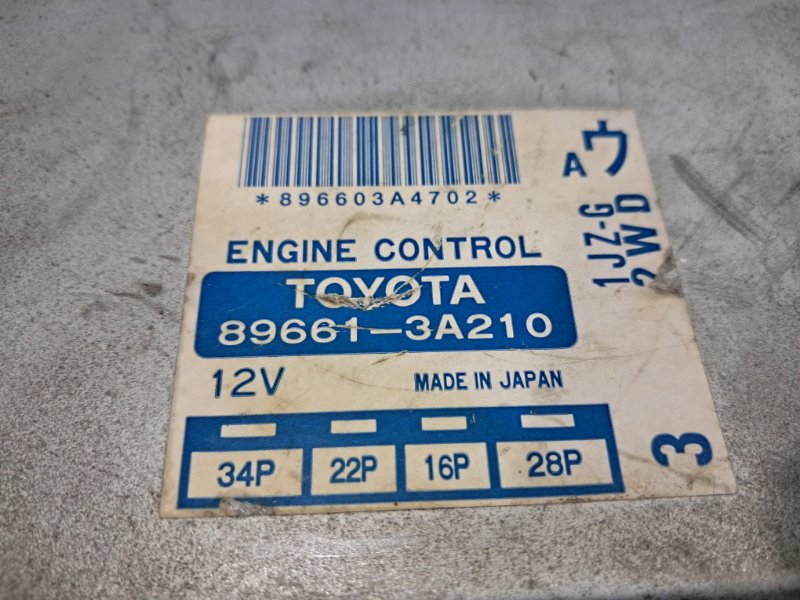 *896603A4702*
ENGINE CONTROL
TOYOTA
89661-3A210
12V MADE IN JAPAN
34P 22P 16P 28P
A ウ
1JZ-G
2WD
3